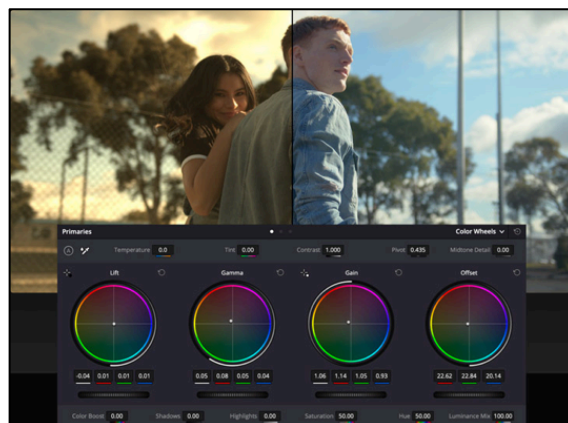 Primaries Color Wheels
Temperature 0.0 Tint 0.00 Contrast 1.000 Pivot 0.435 Midtone Detail 0.00
Lift Gamma Gain Offset
-0.04 0.01 0.01 0.01 0.05 0.08 0.05 0.04 1.06 1.14 1.05 0.93 22.62 22.84 20.14
Color Boost 0.00 Shadows 0.00 Highlights 0.00 Saturation 50.00 Hue 50.00 Luminance Mix 100.00